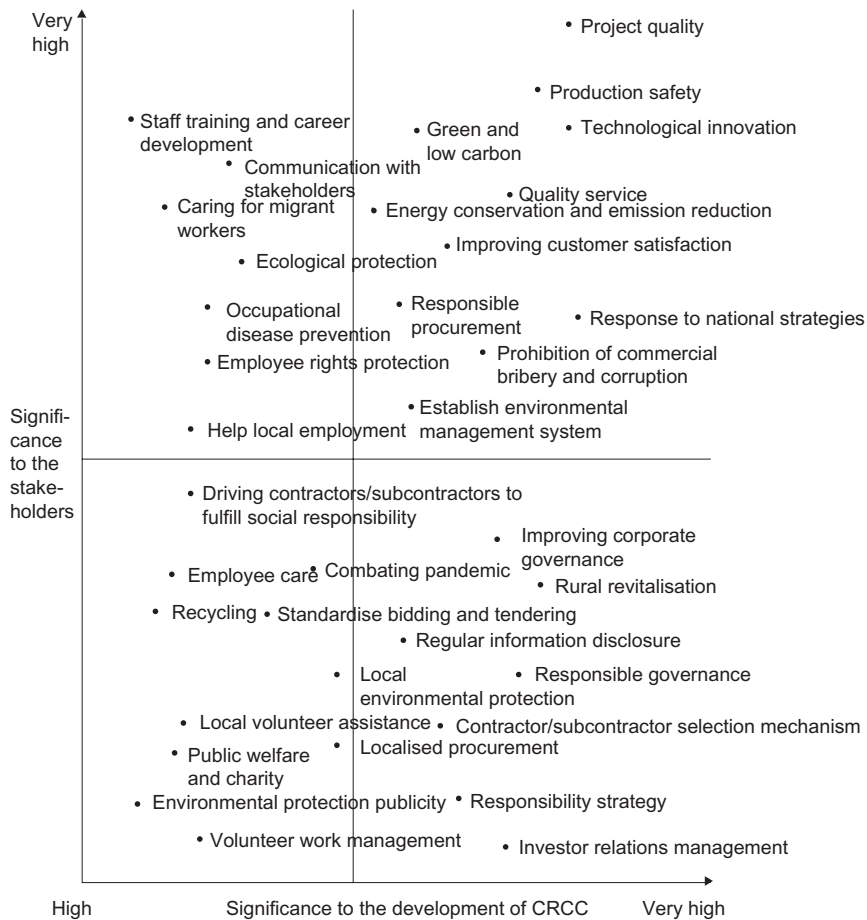 Very
high
• Project quality
• Production safety
• Staff training and career
development
• Green and
low carbon
• Technological innovation
• Communication with
stakeholders
• Quality service
• Caring for migrant
workers
• Energy conservation and emission reduction
• Improving customer satisfaction
• Ecological protection
• Occupational
disease prevention
• Responsible
procurement
• Response to national strategies
• Employee rights protection
• Prohibition of commercial
bribery and corruption
• Establish environmental
management system
• Help local employment
Signifi-
cance
to the
stake-
holders
• Driving contractors/subcontractors to
fulfill social responsibility
• Improving corporate
governance
• Employee care
• Combating pandemic
• Rural revitalisation
• Recycling
• Standardise bidding and tendering
• Regular information disclosure
• Local
environmental protection
• Responsible governance
• Local volunteer assistance
• Contractor/subcontractor selection mechanism
• Public welfare
and charity
• Localised procurement
• Environmental protection publicity
• Responsibility strategy
• Volunteer work management
• Investor relations management
High
Significance to the development of CRCC
Very high